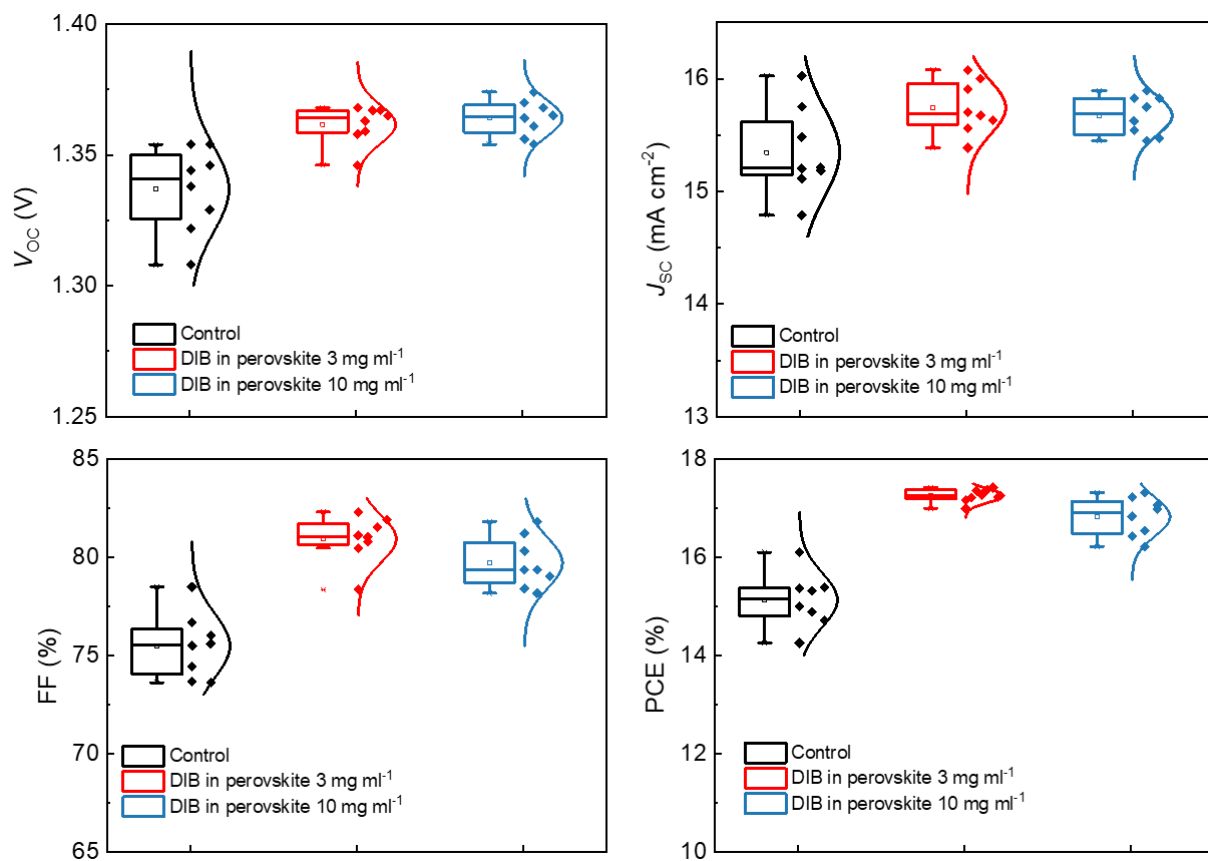 1.40
1.35
1.30
1.25
V_OC (V)
Control
DIB in perovskite 3 mg ml⁻¹
DIB in perovskite 10 mg ml⁻¹
16
15
14
13
J_SC (mA cm⁻²)
Control
DIB in perovskite 3 mg ml⁻¹
DIB in perovskite 10 mg ml⁻¹
85
80
75
70
65
FF (%)
Control
DIB in perovskite 3 mg ml⁻¹
DIB in perovskite 10 mg ml⁻¹
18
16
14
12
10
PCE (%)
Control
DIB in perovskite 3 mg ml⁻¹
DIB in perovskite 10 mg ml⁻¹